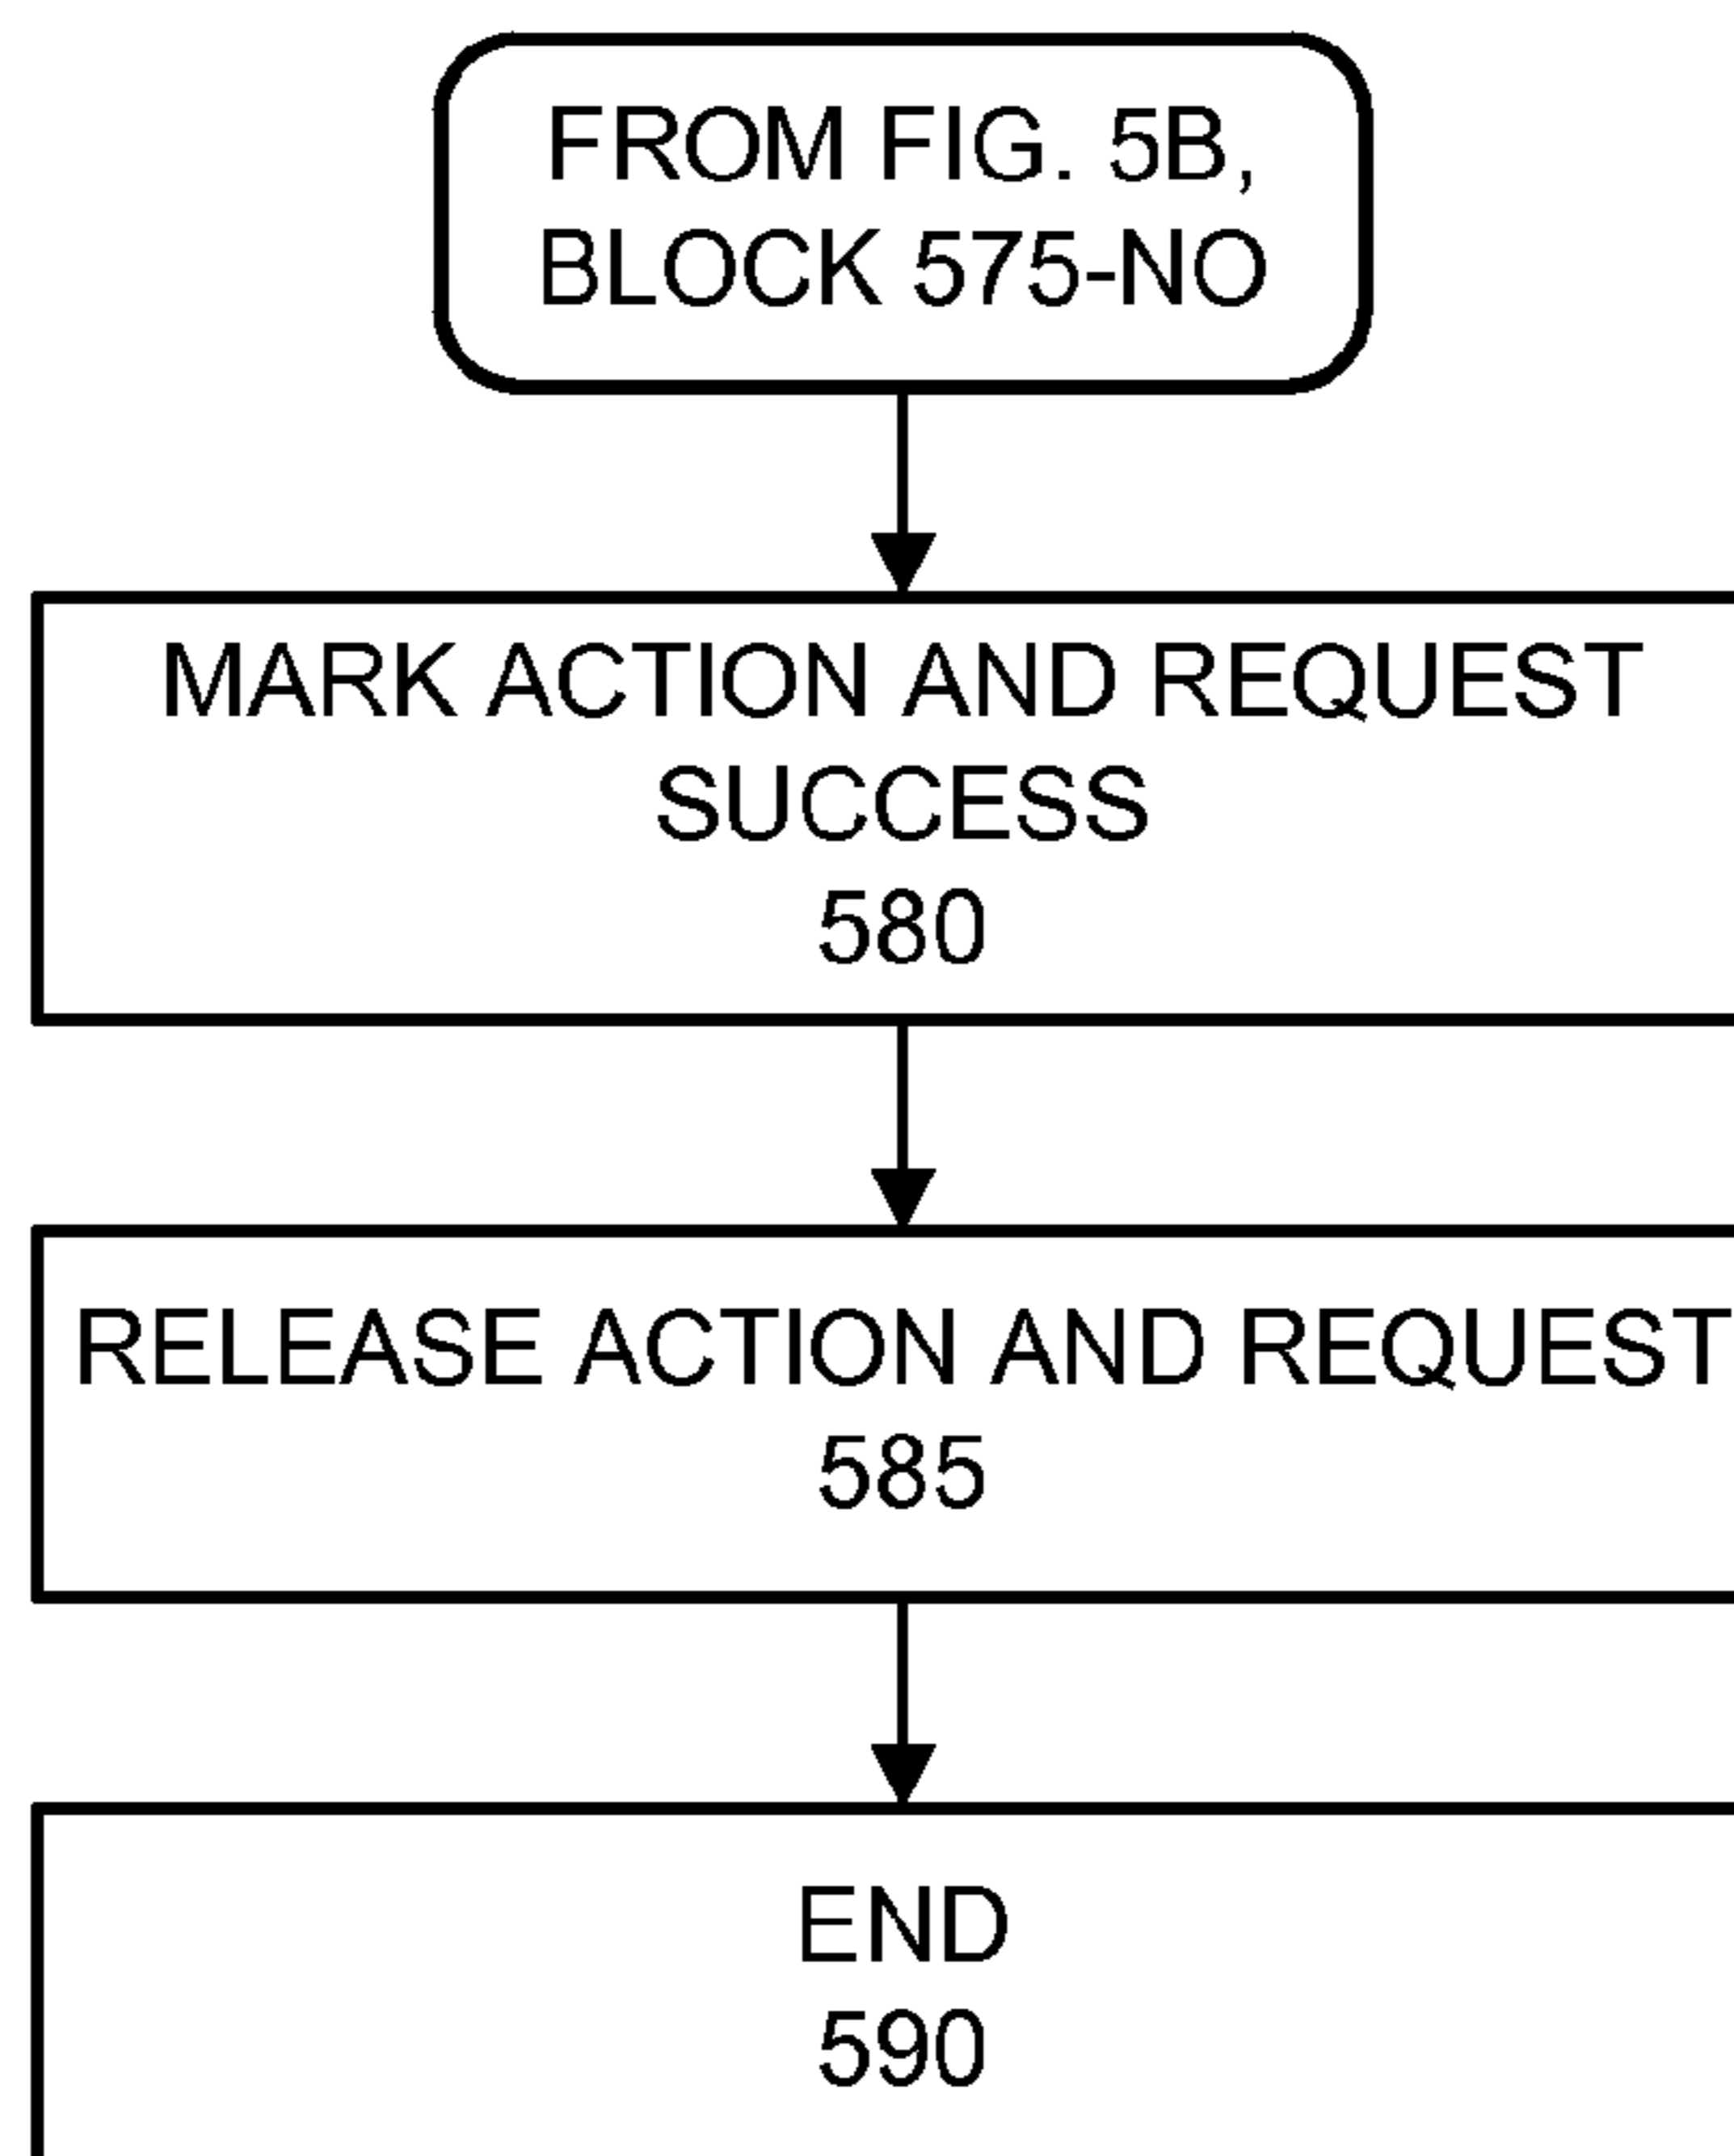 FROM FIG. 5B,
BLOCK 575-NO
MARK ACTION AND REQUEST
SUCCESS
580
RELEASE ACTION AND REQUEST
585
END
590